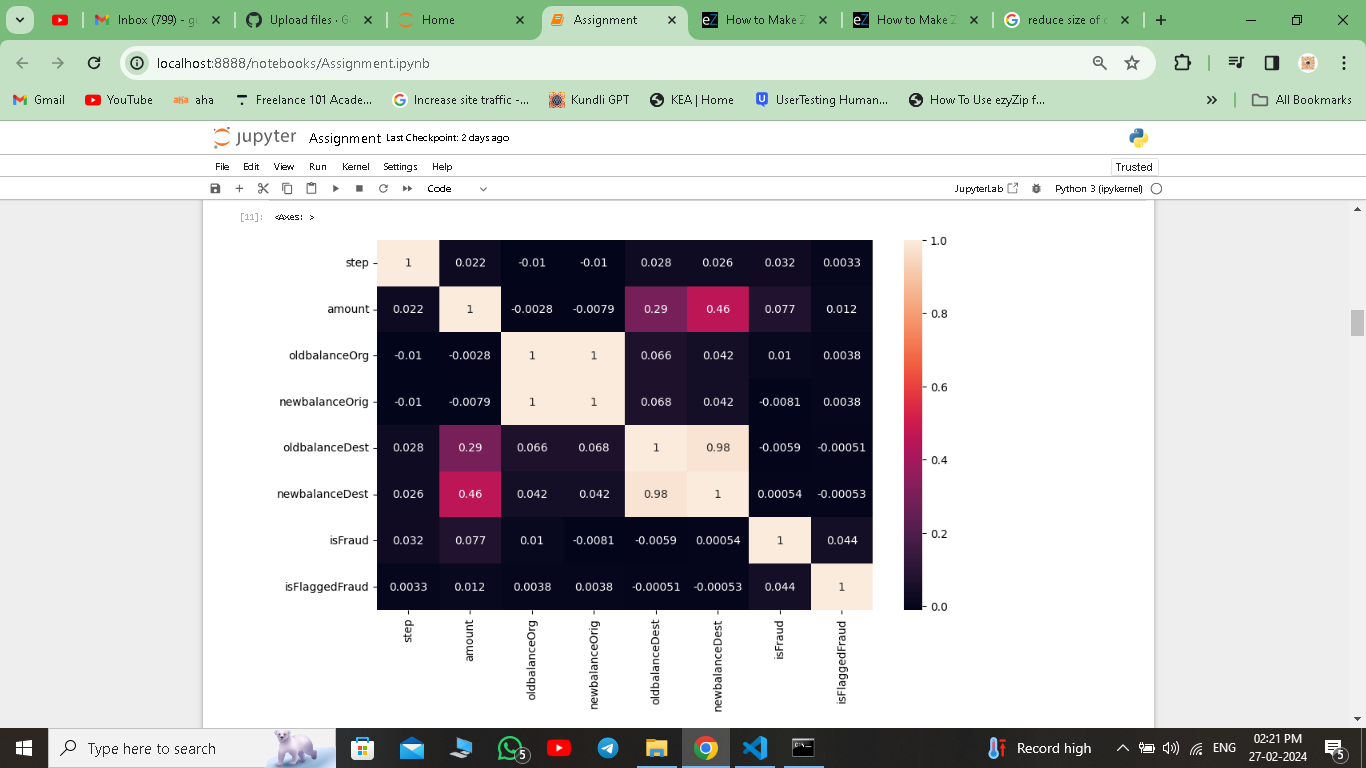 Inbox (799) - gu
Upload files · G
Home
Assignment
How to Make Z
How to Make Z
reduce size of c
localhost:8888/notebooks/Assignment.ipynb
Gmail YouTube aha Freelance 101 Acade... Increase site traffic -... Kundli GPT KEA | Home UserTesting Human... How To Use ezyZip f... » All Bookmarks
jupyter Assignment Last Checkpoint: 2 days ago
File Edit View Run Kernel Settings Help Trusted
Code JupyterLab Python 3 (ipykernel)
[11]: <Axes: >
step 1 0.022 -0.01 -0.01 0.028 0.026 0.032 0.0033
amount 0.022 1 -0.0028 -0.0079 0.29 0.46 0.077 0.012
oldbalanceOrg -0.01 -0.0028 1 1 0.066 0.042 0.01 0.0038
newbalanceOrig -0.01 -0.0079 1 1 0.068 0.042 -0.0081 0.0038
oldbalanceDest 0.028 0.29 0.066 0.068 1 0.98 -0.0059 -0.00051
newbalanceDest 0.026 0.46 0.042 0.042 0.98 1 0.00054 -0.00053
isFraud 0.032 0.077 0.01 -0.0081 -0.0059 0.00054 1 0.044
isFlaggedFraud 0.0033 0.012 0.0038 0.0038 -0.00051 -0.00053 0.044 1
step
amount
oldbalanceOrg
newbalanceOrig
oldbalanceDest
newbalanceDest
isFraud
isFlaggedFraud
1.0
0.8
0.6
0.4
0.2
0.0
Type here to search
5
Record high
ENG
02:21 PM
27-02-2024
5